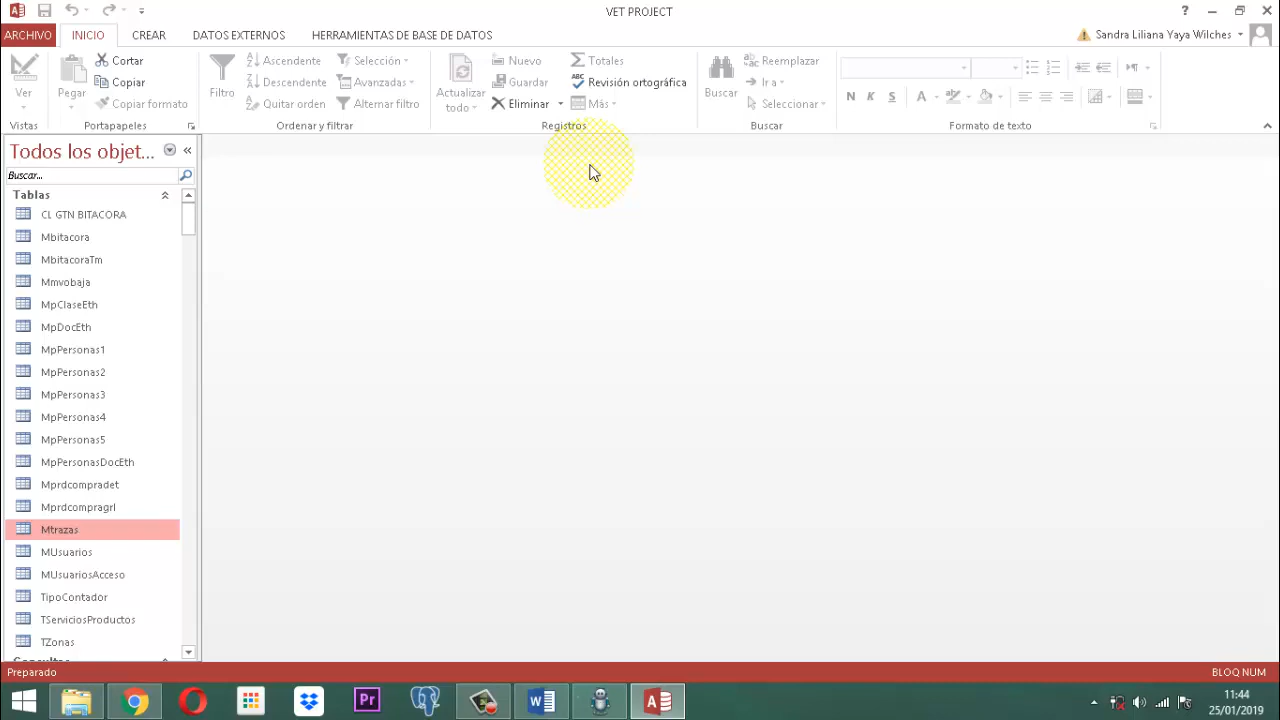 VET PROJECT
?
ARCHIVO INICIO CREAR DATOS EXTERNOS HERRAMIENTAS DE BASE DE DATOS
Sandra Liliana Yaya Wilches
Ver
Vistas
Pegar
Cortar
Copiar
Copiar formato
Portapapeles
Filtro
Ascendente
Descendente
Quitar orden
Selección
Avanzadas
Alternar filtro
Ordenar y filtrar
Actualizar
todo
Nuevo
Guardar
Eliminar
Totales
ABC Revisión ortográfica
Más
Registros
Buscar
Reemplazar
Ir a
Seleccionar
Buscar
N K S A
Formato de texto
Todos los objet...
Buscar...
Tablas
CL GTN BITACORA
Mbitacora
MbitacoraTm
Mmvobaja
MpClaseEth
MpDocEth
MpPersonas1
MpPersonas2
MpPersonas3
MpPersonas4
MpPersonas5
MpPersonasDocEth
Mprdcompradet
Mprdcompragrl
Mtrazas
MUsuarios
MUsuariosAcceso
TipoContador
TServiciosProductos
TZonas
Consultas
Preparado
BLOQ NUM
Pr
11:44
25/01/2019